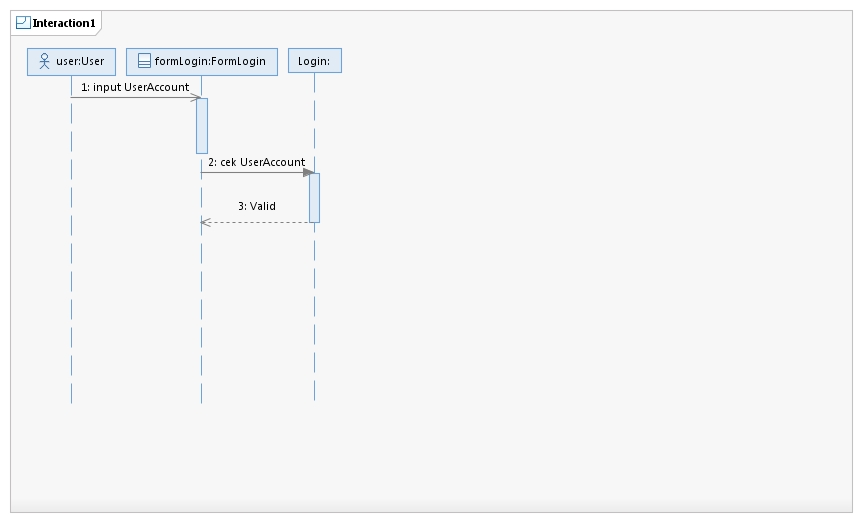 Interaction1
user:User
formLogin:FormLogin
Login:
1: input UserAccount
2: cek UserAccount
3: Valid